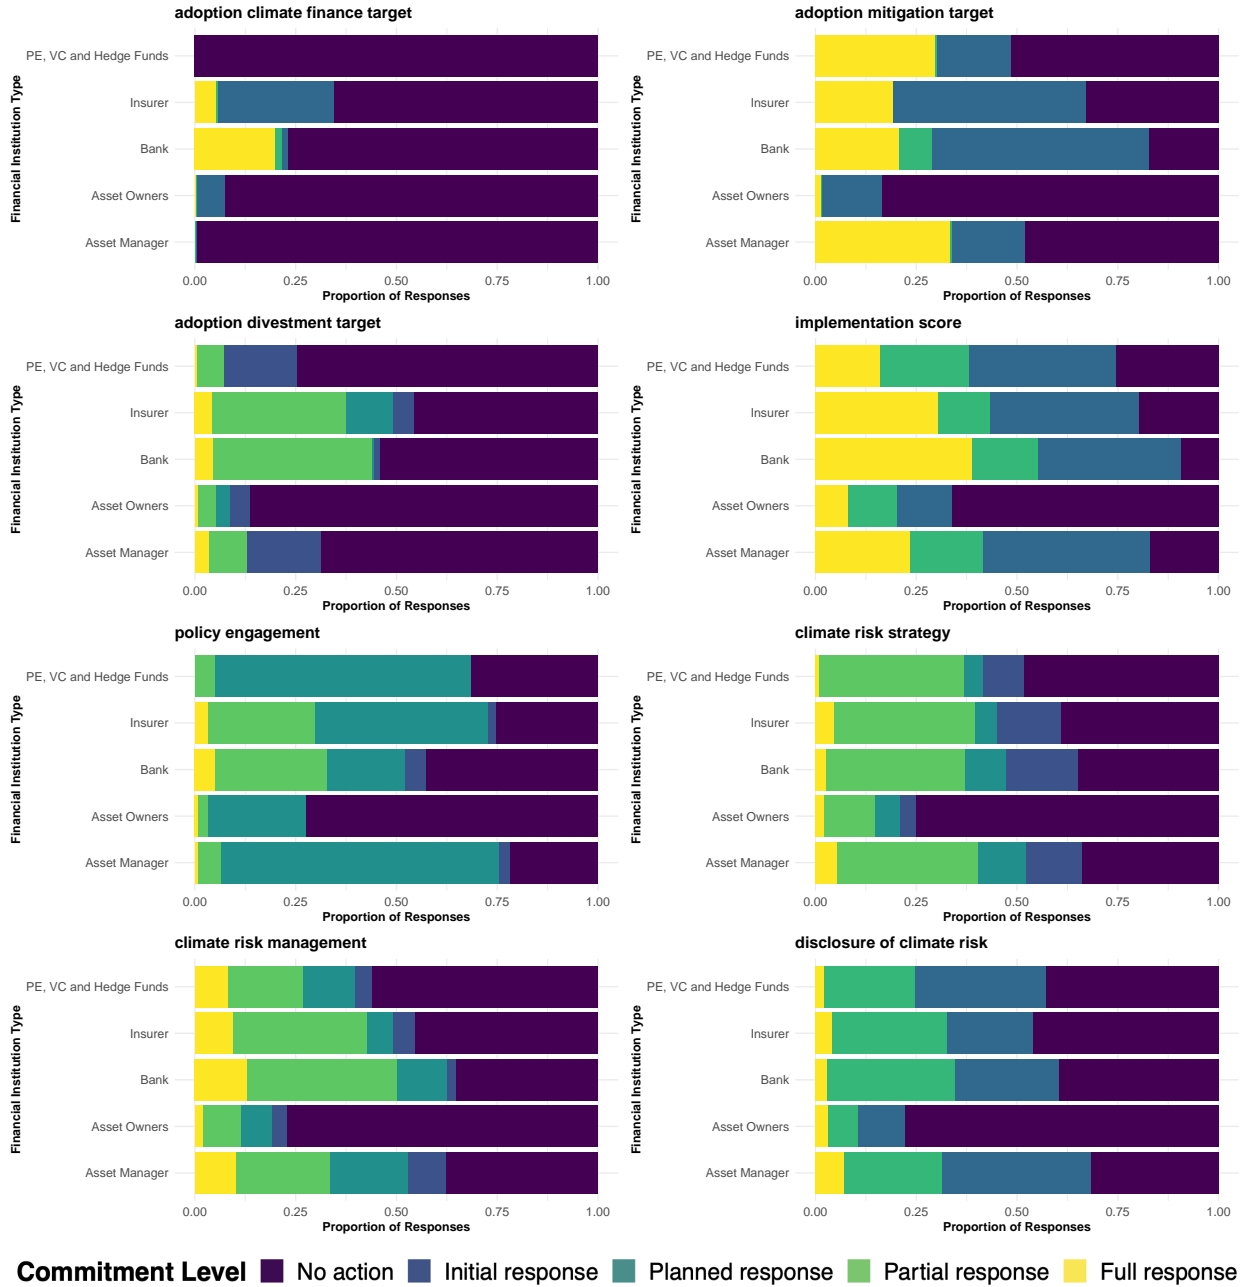 adoption climate finance target
Financial Institution Type
PE, VC and Hedge Funds
Insurer
Bank
Asset Owners
Asset Manager
0.00 0.25 0.50 0.75 1.00
Proportion of Responses
adoption mitigation target
Financial Institution Type
PE, VC and Hedge Funds
Insurer
Bank
Asset Owners
Asset Manager
0.00 0.25 0.50 0.75 1.00
Proportion of Responses
adoption divestment target
Financial Institution Type
PE, VC and Hedge Funds
Insurer
Bank
Asset Owners
Asset Manager
0.00 0.25 0.50 0.75 1.00
Proportion of Responses
implementation score
Financial Institution Type
PE, VC and Hedge Funds
Insurer
Bank
Asset Owners
Asset Manager
0.00 0.25 0.50 0.75 1.00
Proportion of Responses
policy engagement
Financial Institution Type
PE, VC and Hedge Funds
Insurer
Bank
Asset Owners
Asset Manager
0.00 0.25 0.50 0.75 1.00
Proportion of Responses
climate risk strategy
Financial Institution Type
PE, VC and Hedge Funds
Insurer
Bank
Asset Owners
Asset Manager
0.00 0.25 0.50 0.75 1.00
Proportion of Responses
climate risk management
Financial Institution Type
PE, VC and Hedge Funds
Insurer
Bank
Asset Owners
Asset Manager
0.00 0.25 0.50 0.75 1.00
Proportion of Responses
disclosure of climate risk
Financial Institution Type
PE, VC and Hedge Funds
Insurer
Bank
Asset Owners
Asset Manager
0.00 0.25 0.50 0.75 1.00
Proportion of Responses
Commitment Level No action Initial response Planned response Partial response Full response